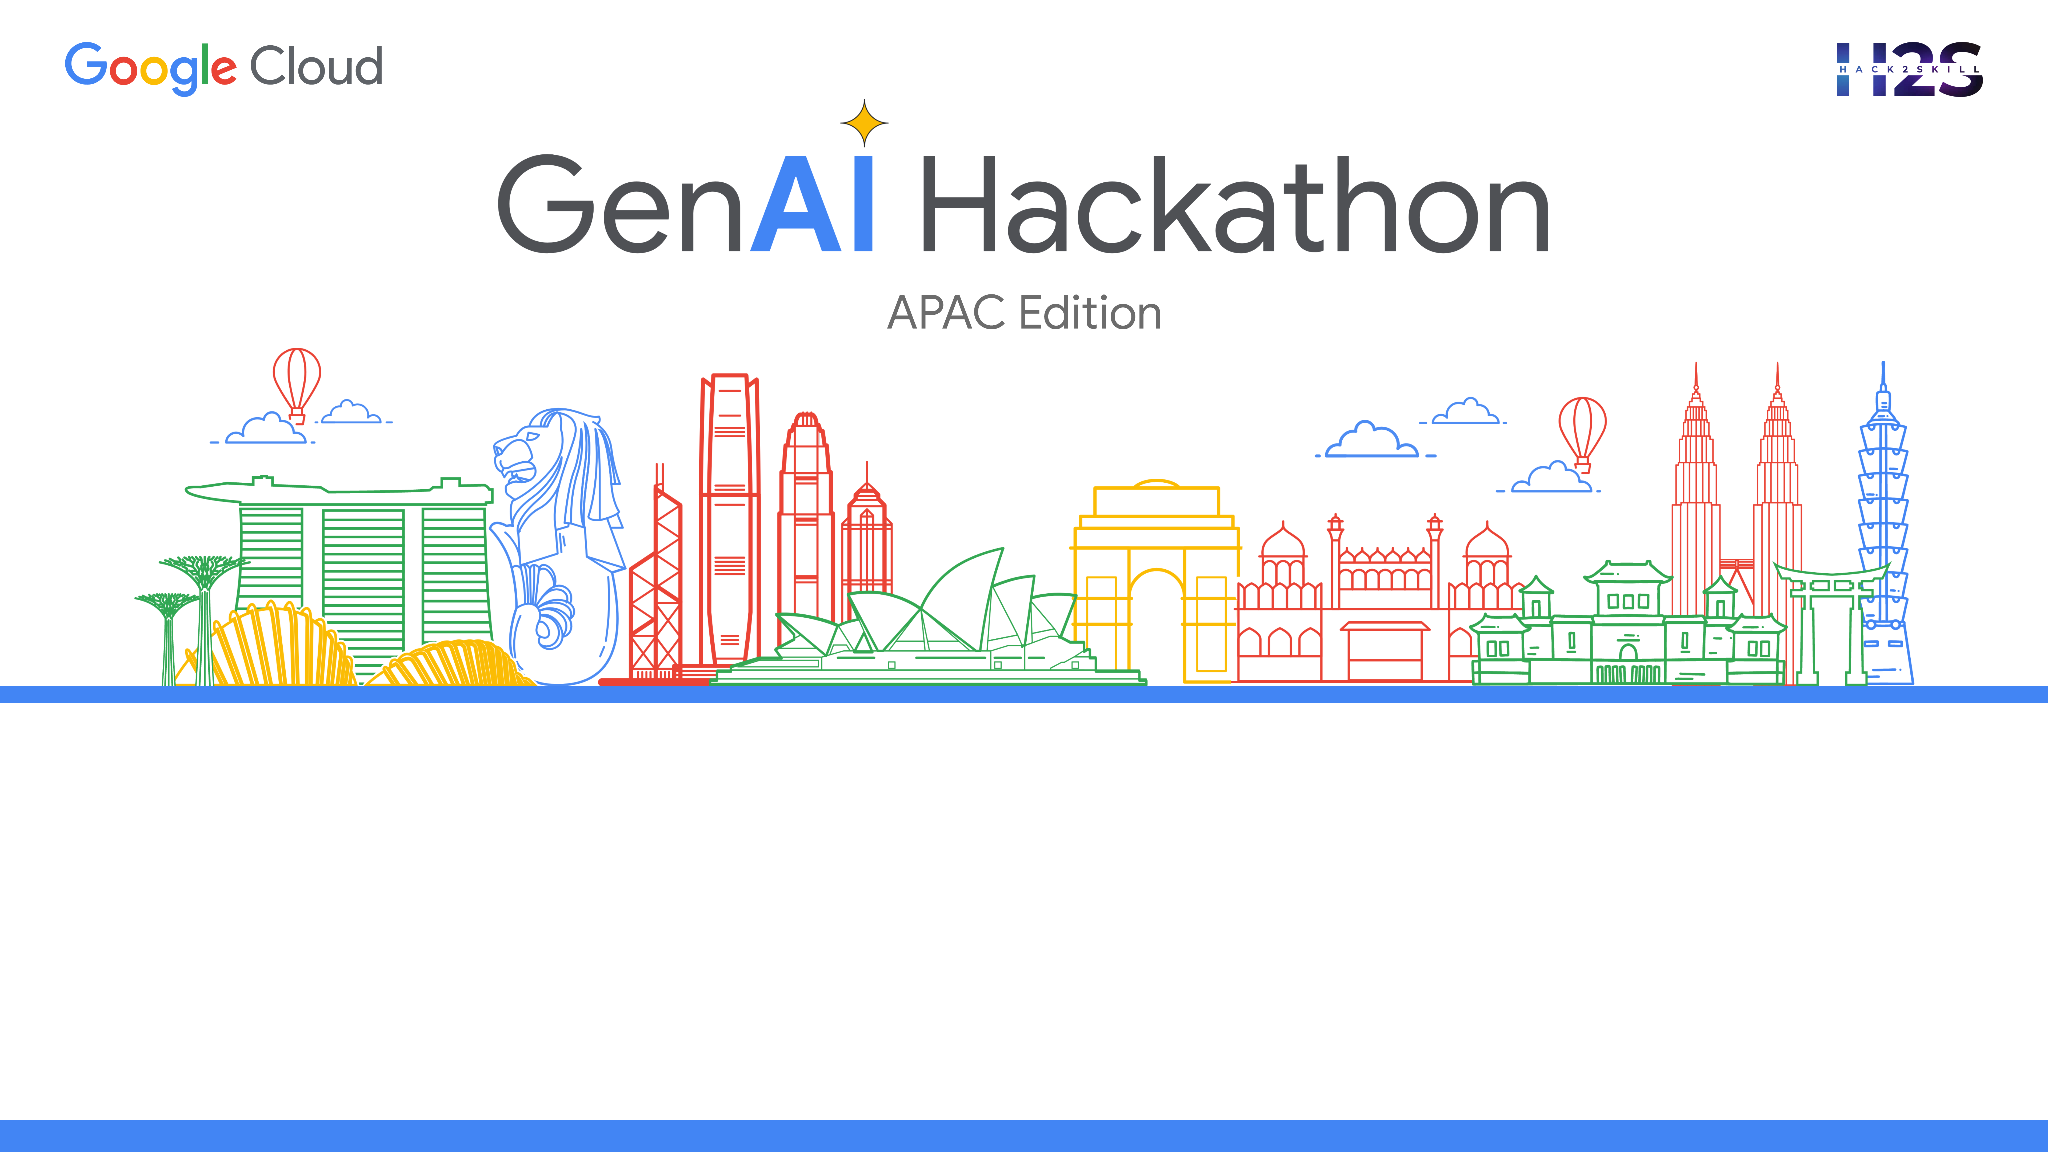 Google Cloud
H2S
HACK2SKILL
GenAI Hackathon
APAC Edition